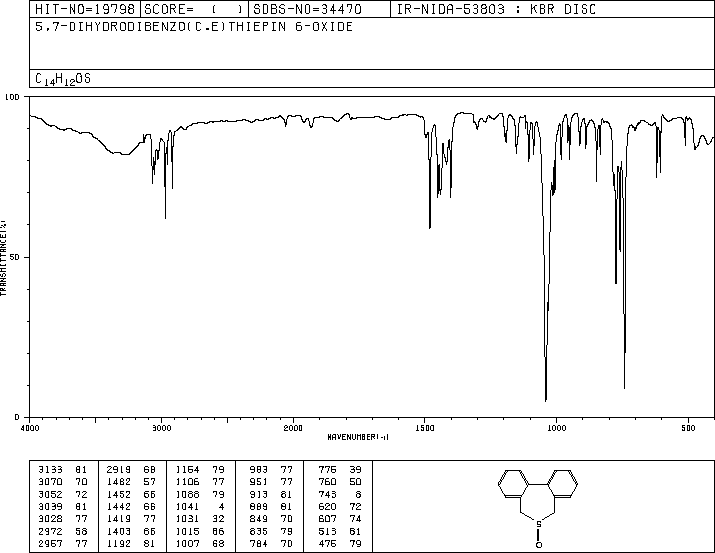 HIT-NO=19798 SCORE= ( ) SDBS-NO=34470 IR-NIDA-53803 : KBR DISC
5,7-DIHYDRODIBENZO(C,E)THIEPIN 6-OXIDE
C14H12OS
100
50
0
TRANSMITTANCE(%)
4000 3000 2000 1500 1000 500
WAVENUMBER(-1)
3133 81 2919 68 1154 79 983 77 776 39
3070 70 1482 57 1106 77 951 77 760 50
3052 72 1452 66 1088 79 913 81 743 8
3039 81 1442 66 1041 4 889 81 620 72
3028 77 1419 77 1031 32 849 70 607 74
2972 58 1403 66 1015 66 835 79 513 81
2957 77 1192 81 1007 68 784 70 476 79
S
O